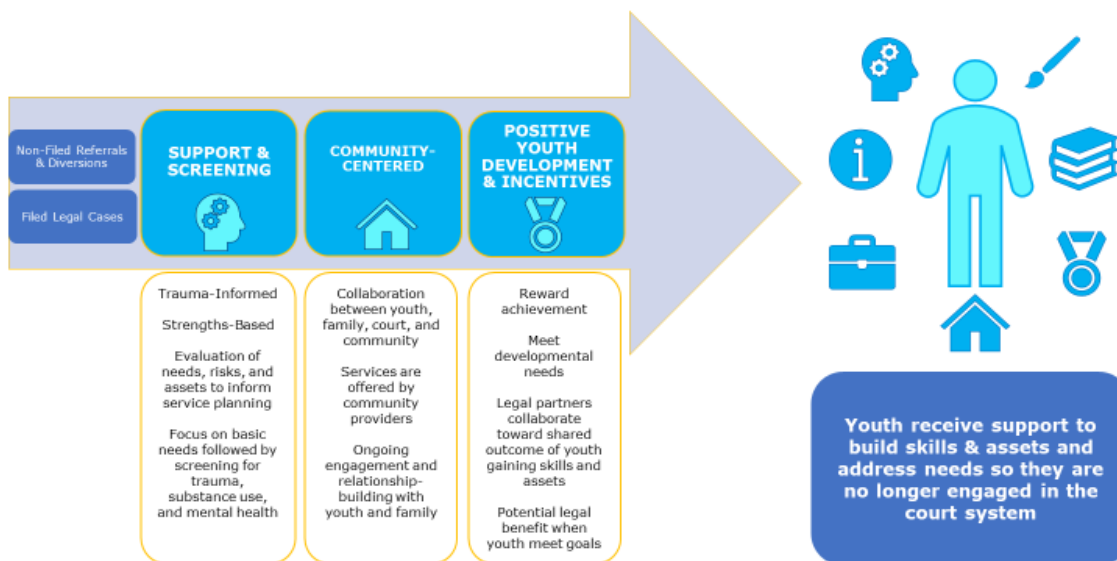 Non-Filed Referrals
& Diversions
Filed Legal Cases
SUPPORT &
SCREENING
COMMUNITY-
CENTERED
POSITIVE
YOUTH
DEVELOPMENT
& INCENTIVES
Trauma-Informed
Strengths-Based
Evaluation of
needs, risks, and
assets to inform
service planning
Focus on basic
needs followed by
screening for
trauma,
substance use,
and mental health
Collaboration
between youth,
family, court, and
community
Services are
offered by
community
providers
Ongoing
engagement and
relationship-
building with
youth and family
Reward
achievement
Meet
developmental
needs
Legal partners
collaborate
toward shared
outcome of youth
gaining skills and
assets
Potential legal
benefit when
youth meet goals
Youth receive support to
build skills & assets and
address needs so they are
no longer engaged in the
court system